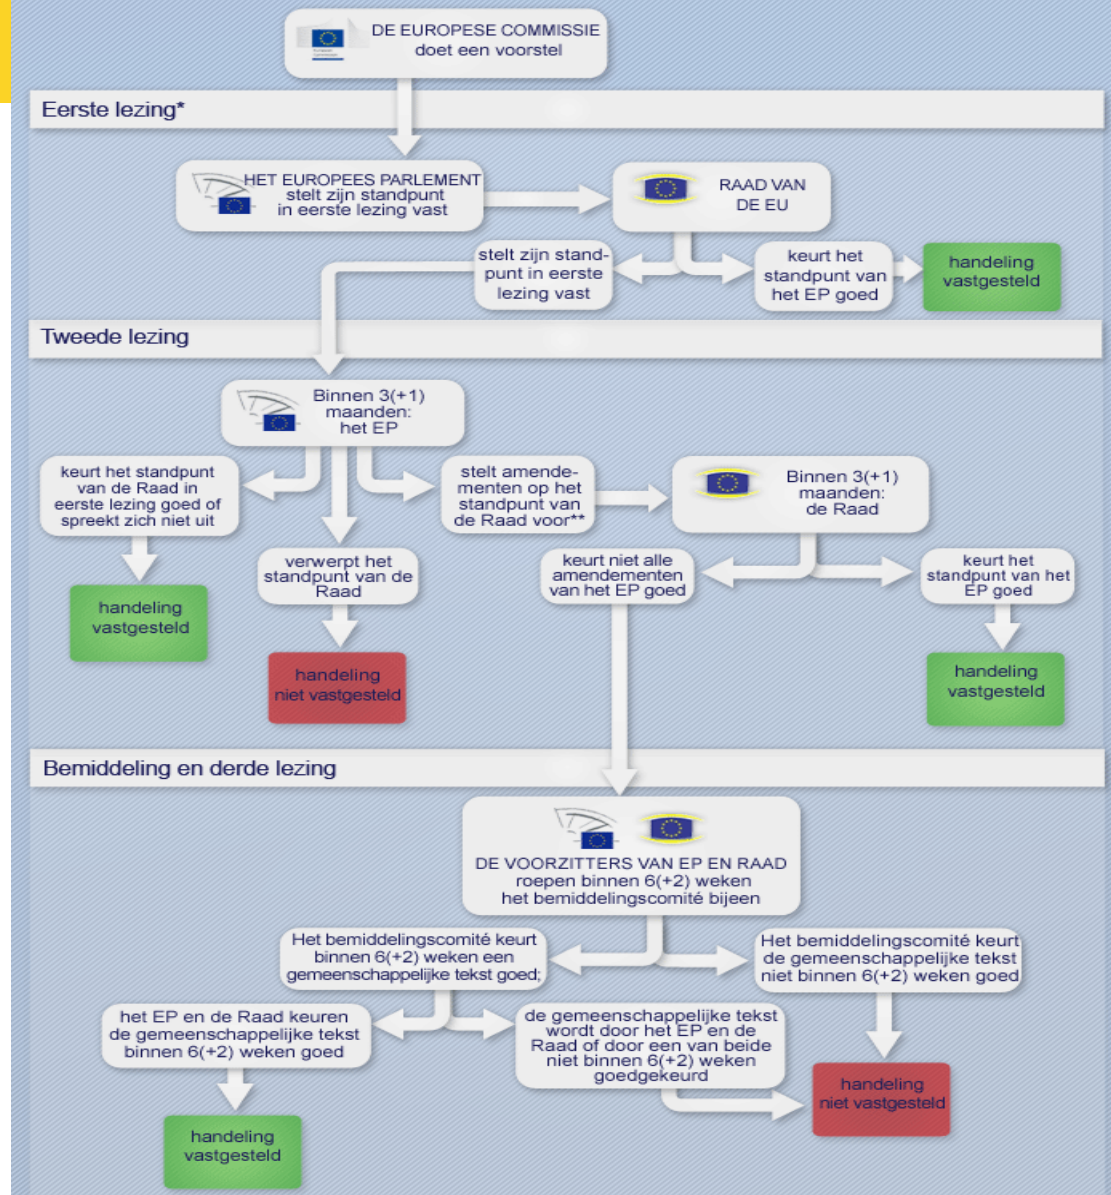 DE EUROPESE COMMISSIE
doet een voorstel
Eerste lezing*
HET EUROPEES PARLEMENT
stelt zijn standpunt
in eerste lezing vast
RAAD VAN
DE EU
stelt zijn stand-
punt in eerste
lezing vast
keurt het
standpunt van
het EP goed
handeling
vastgesteld
Tweede lezing
Binnen 3(+1)
maanden:
het EP
keurt het standpunt
van de Raad in
eerste lezing goed of
spreekt zich niet uit
stelt amende-
menten op het
standpunt van
de Raad voor**
Binnen 3(+1)
maanden:
de Raad
verwerpt het
standpunt van de
Raad
keurt niet alle
amendementen
van het EP goed
keurt het
standpunt van het
EP goed
handeling
vastgesteld
handeling
niet vastgesteld
handeling
vastgesteld
Bemiddeling en derde lezing
DE VOORZITTERS VAN EP EN RAAD
roepen binnen 6(+2) weken
het bemiddelingscomité bijeen
Het bemiddelingscomité keurt
binnen 6(+2) weken een
gemeenschappelijke tekst goed;
Het bemiddelingscomité keurt
de gemeenschappelijke tekst
niet binnen 6(+2) weken goed
het EP en de Raad keuren
de gemeenschappelijke tekst
binnen 6(+2) weken goed
de gemeenschappelijke tekst
wordt door het EP en de
Raad of door een van beide
niet binnen 6(+2) weken
goedgekeurd
handeling
niet vastgesteld
handeling
vastgesteld